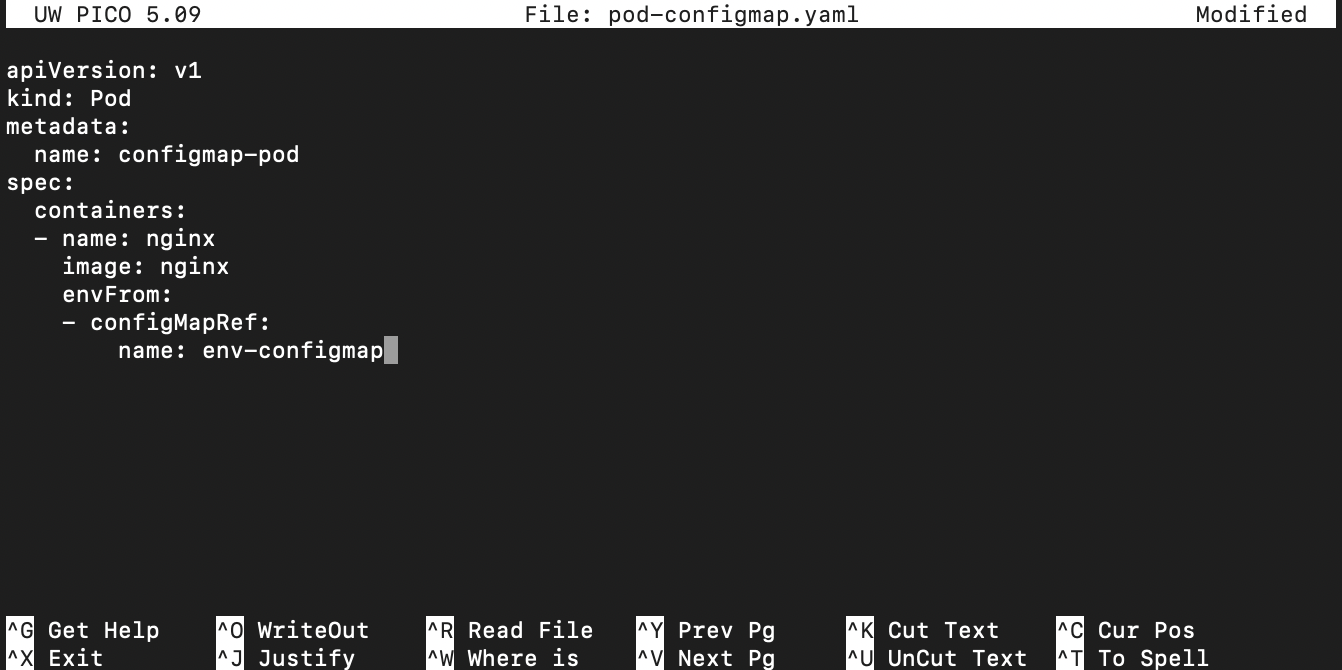 UW PICO 5.09 File: pod-configmap.yaml Modified
apiVersion: v1
kind: Pod
metadata:
  name: configmap-pod
spec:
  containers:
  - name: nginx
    image: nginx
    envFrom:
    - configMapRef:
        name: env-configmap
^G Get Help ^O WriteOut ^R Read File ^Y Prev Pg ^K Cut Text ^C Cur Pos
^X Exit ^J Justify ^W Where is ^V Next Pg ^U UnCut Text ^T To Spell